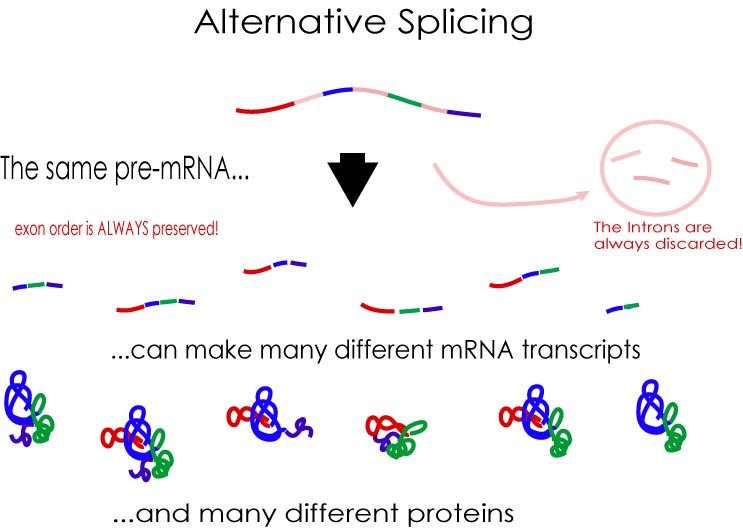 Alternative Splicing
The same pre-mRNA...
exon order is ALWAYS preserved!
The Introns are
always discarded!
...can make many different mRNA transcripts
...and many different proteins